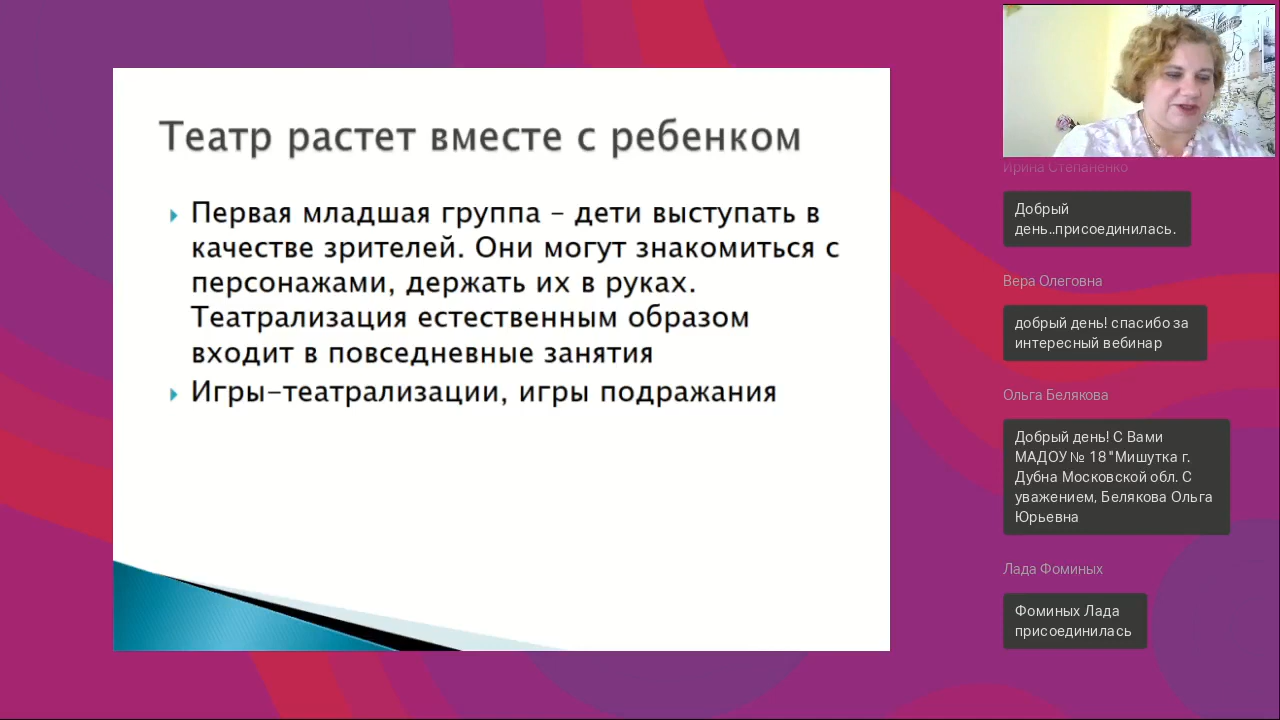 Театр растет вместе с ребенком
Первая младшая группа – дети выступать в
качестве зрителей. Они могут знакомиться с
персонажами, держать их в руках.
Театрализация естественным образом
входит в повседневные занятия
Игры-театрализации, игры подражания
Ирина Степаненко
Добрый
день..присоединилась.
Вера Олеговна
добрый день! спасибо за
интересный вебинар
Ольга Белякова
Добрый день! С Вами
МАДОУ № 18"Мишутка г.
Дубна Московской обл. С
уважением, Белякова Ольга
Юрьевна
Лада Фоминых
Фоминых Лада
присоединилась